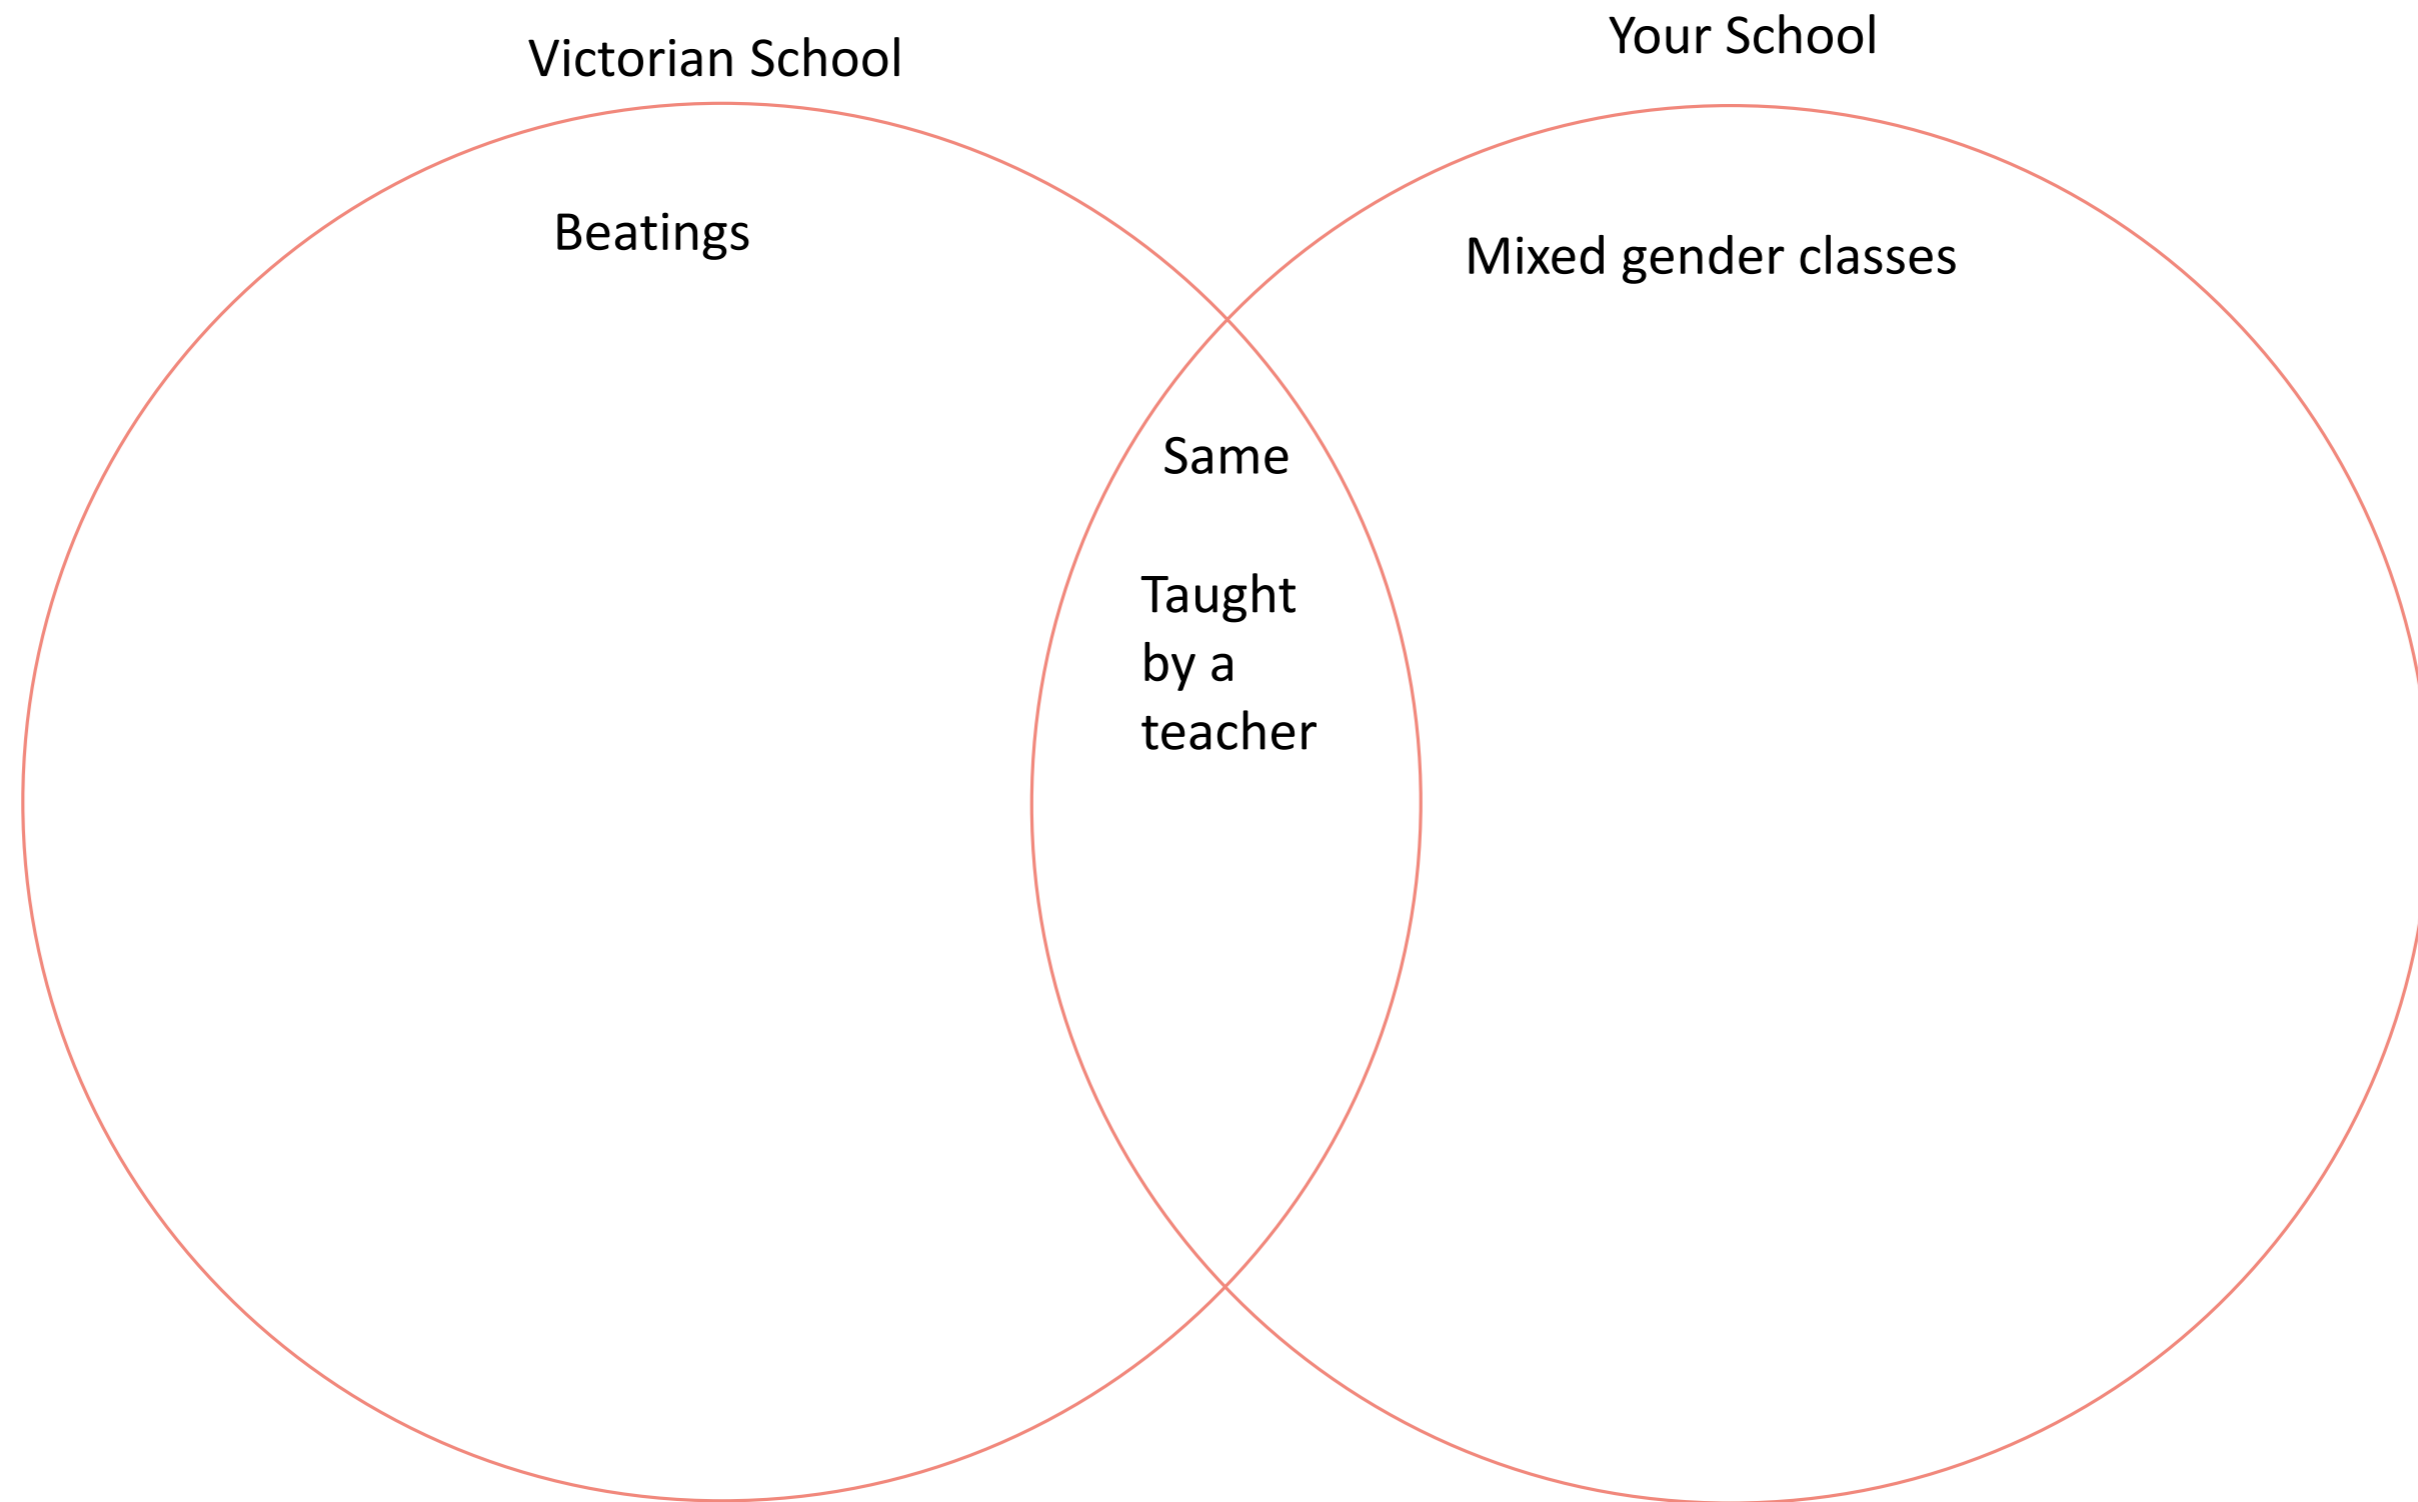 Victorian School
Your School
Beatings
Mixed gender classes
Same
Taught
by a
teacher